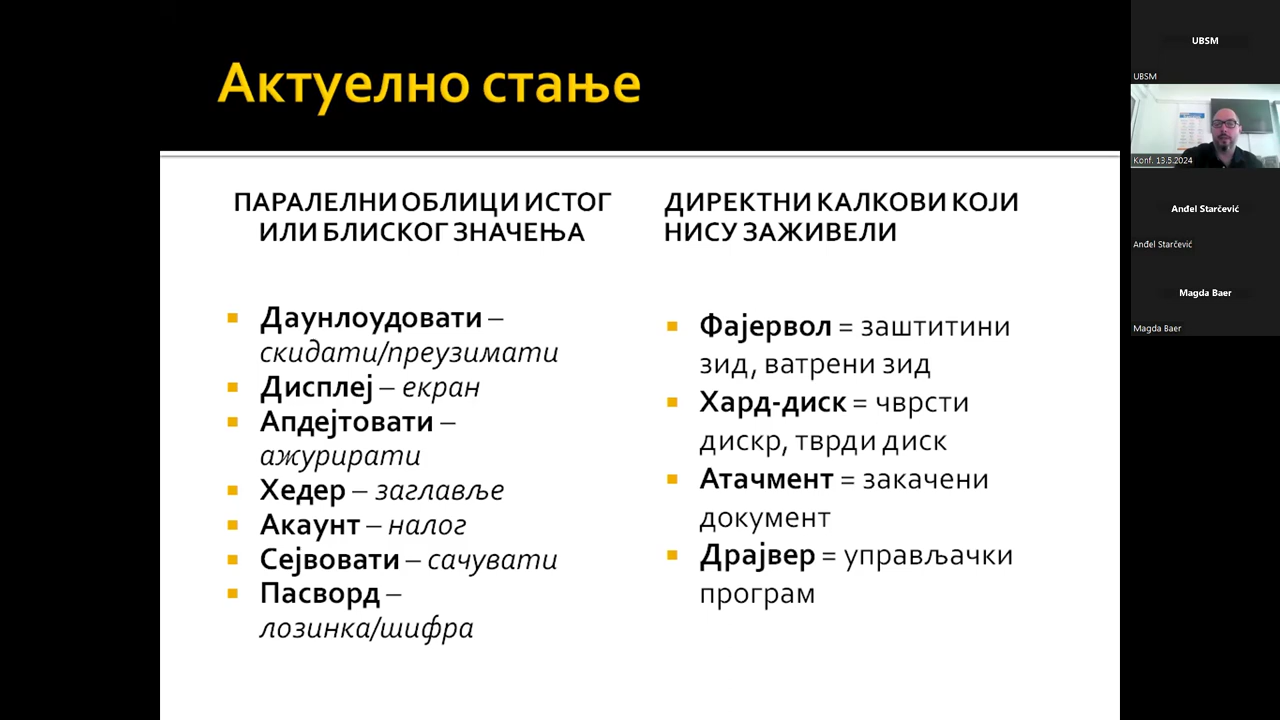 Актуелно стање
ПАРАЛЕЛНИ ОБЛИЦИ ИСТОГ
ИЛИ БЛИСКОГ ЗНАЧЕЊА
Даунлоудовати –
скидати/преузимати
Дисплеј – екран
Апдејтовати –
ажурирати
Хедер – заглавље
Акаунт – налог
Сејвовати – сачувати
Пасворд –
лозинка/шифра
ДИРЕКТНИ КАЛКОВИ КОЈИ
НИСУ ЗАЖИВЕЛИ
Фајервол = заштитини
зид, ватрени зид
Хард-диск = чврсти
дискр, тврди диск
Атачмент = закачени
документ
Драјвер = управљачки
програм
UBSM
UBSM
Konf. 13.5.2024
Anđel Starčević
Anđel Starčević
Magda Baer
Magda Baer